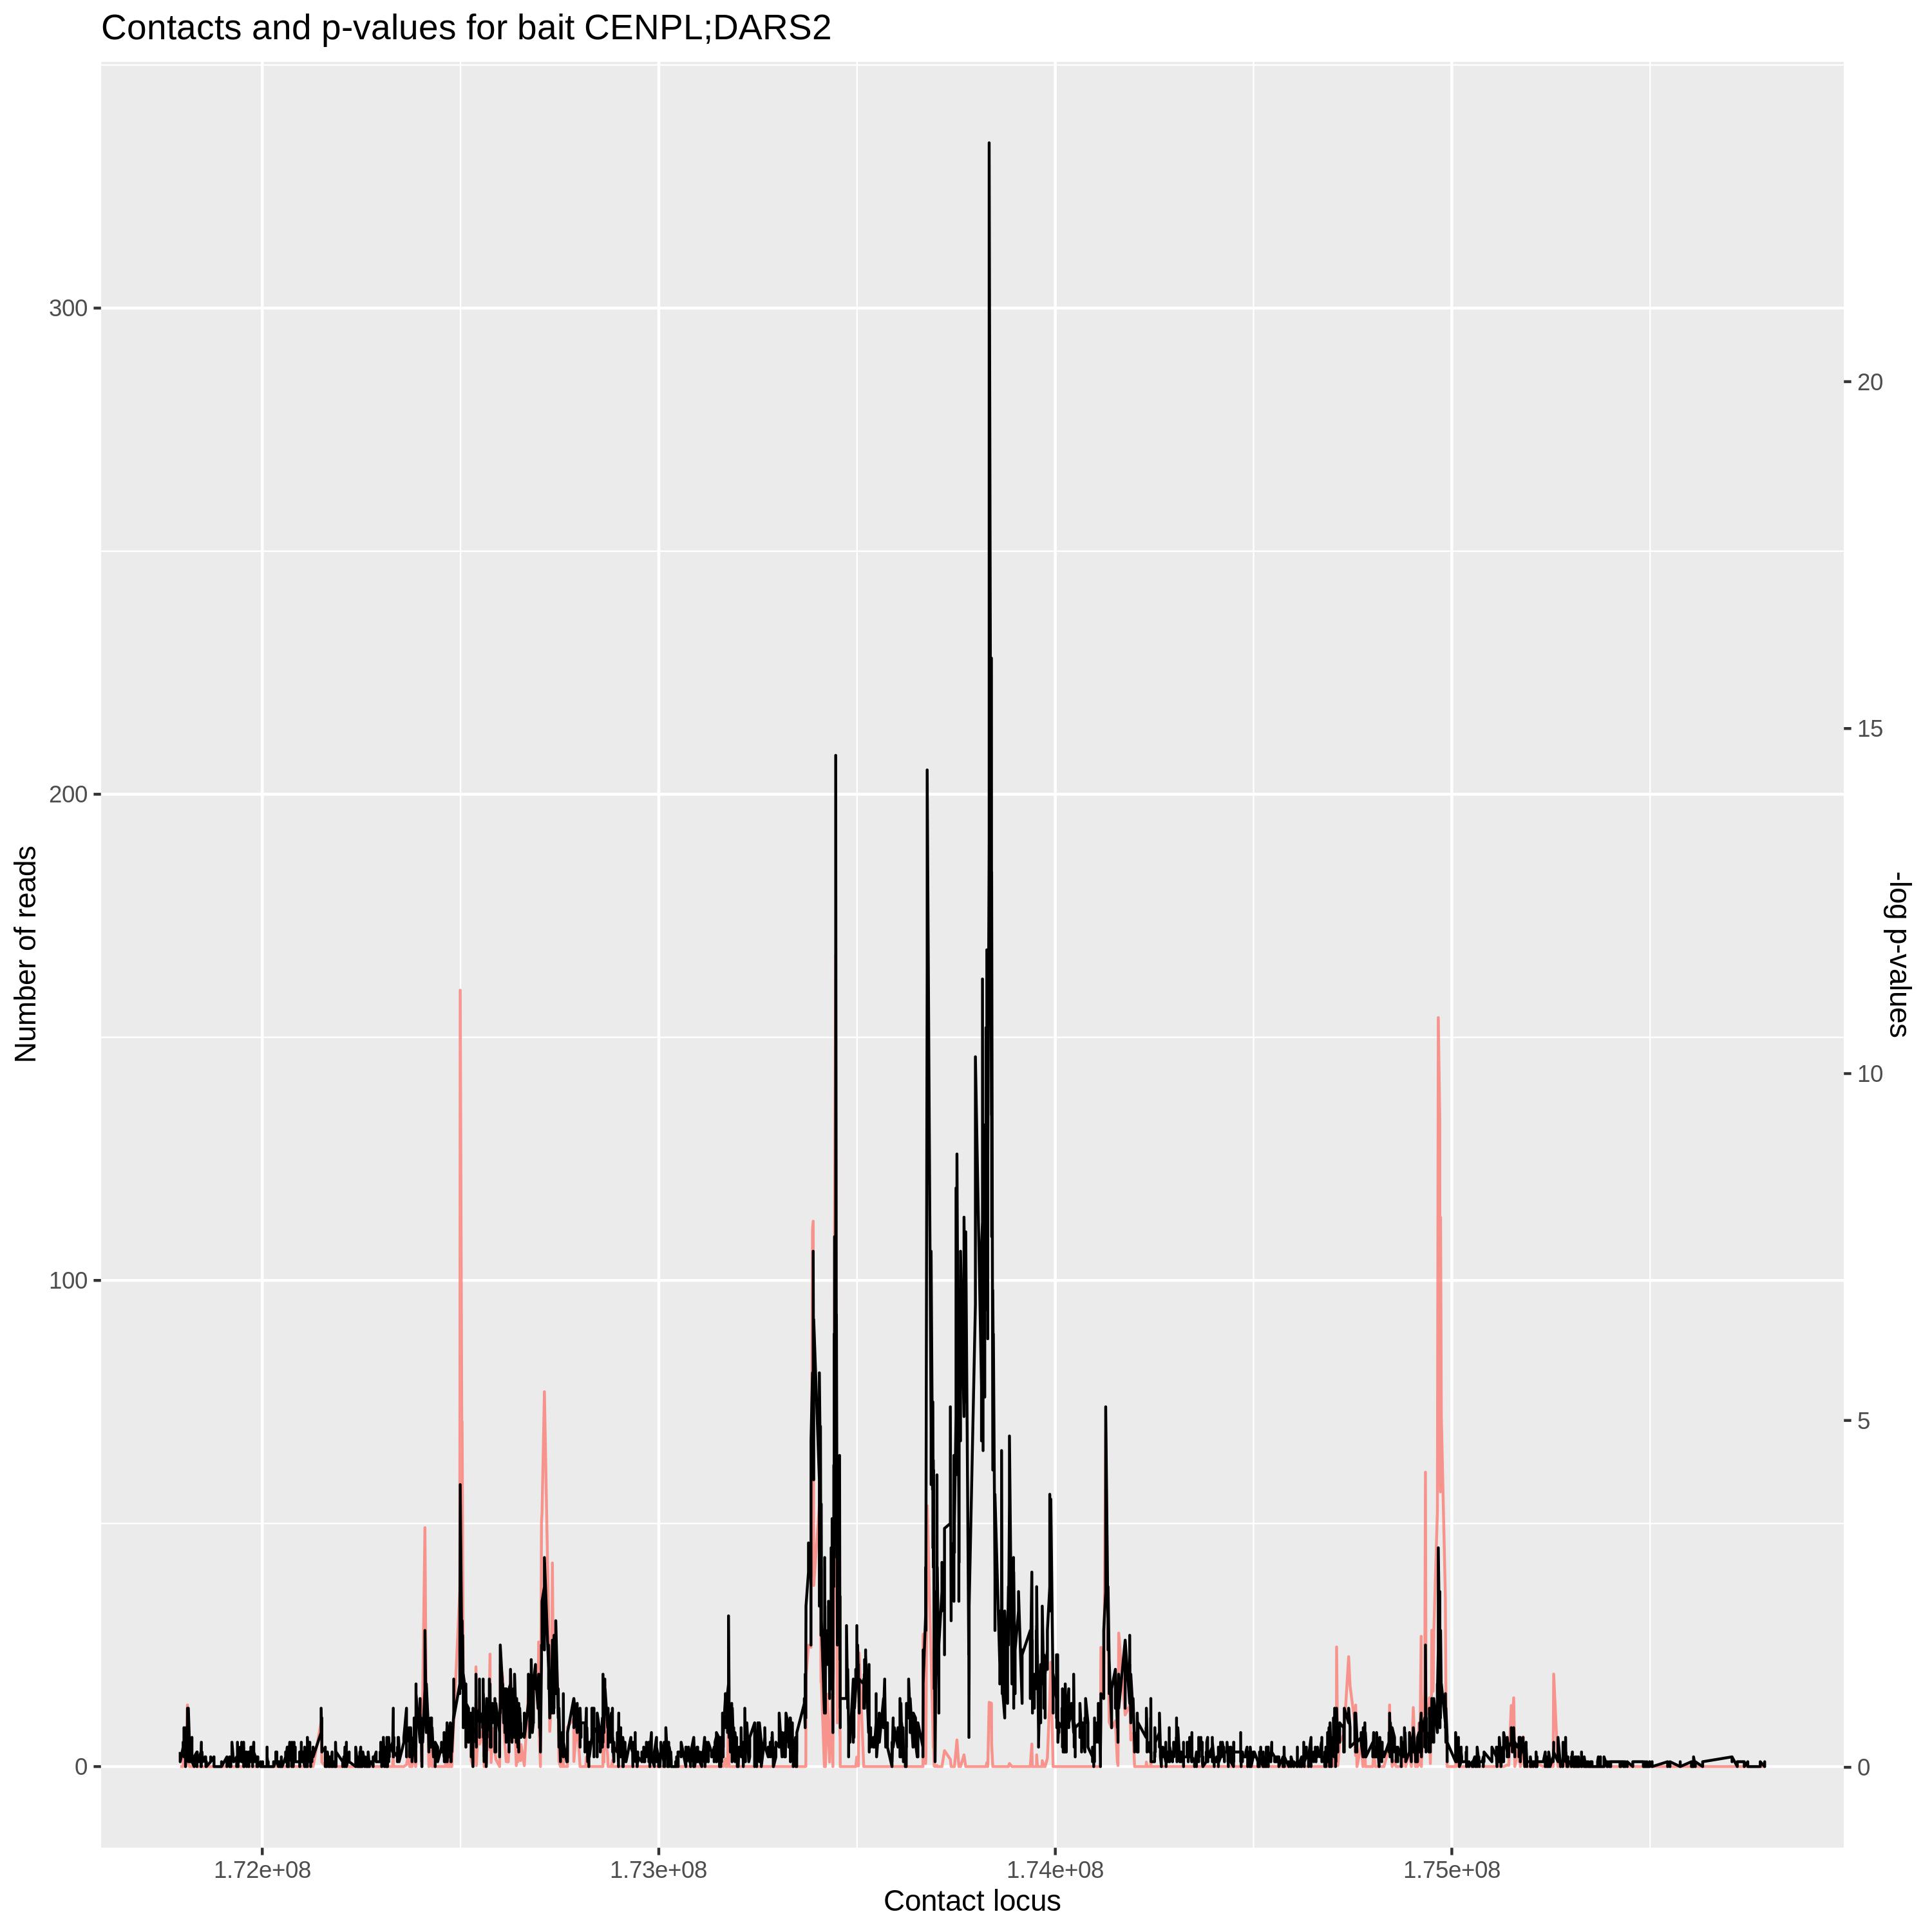 Contacts and p-values for bait CENPL;DARS2
300
200
100
0
Number of reads
20
15
10
5
0
-log p-values
1.72e+08
1.73e+08
1.74e+08
1.75e+08
Contact locus